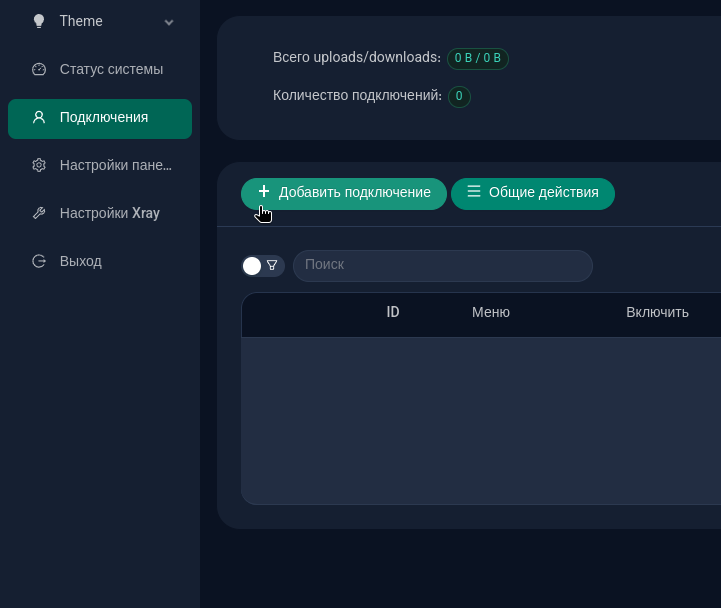 Theme
Статус системы
Подключения
Настройки пане...
Настройки Xray
Выход
Всего uploads/downloads: 0 B / 0 B
Количество подключений: 0
Добавить подключение Общие действия
Поиск
ID Меню Включить